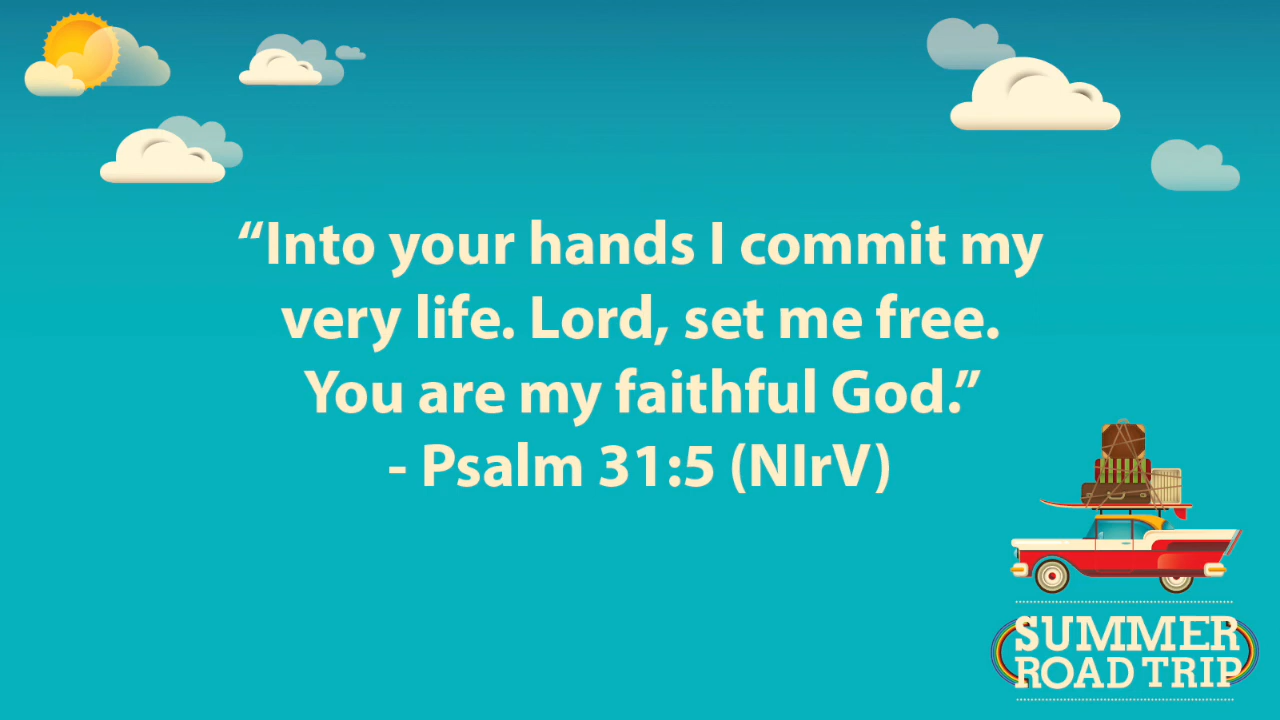 “Into your hands I commit my
very life. Lord, set me free.
You are my faithful God.”
- Psalm 31:5 (NIrV)
SUMMER
ROAD TRIP